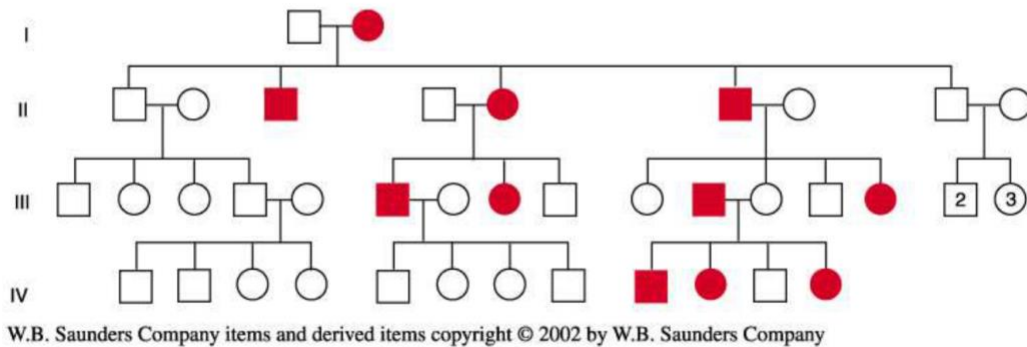 I
II
III
2 3
IV
W.B. Saunders Company items and derived items copyright © 2002 by W.B. Saunders Company